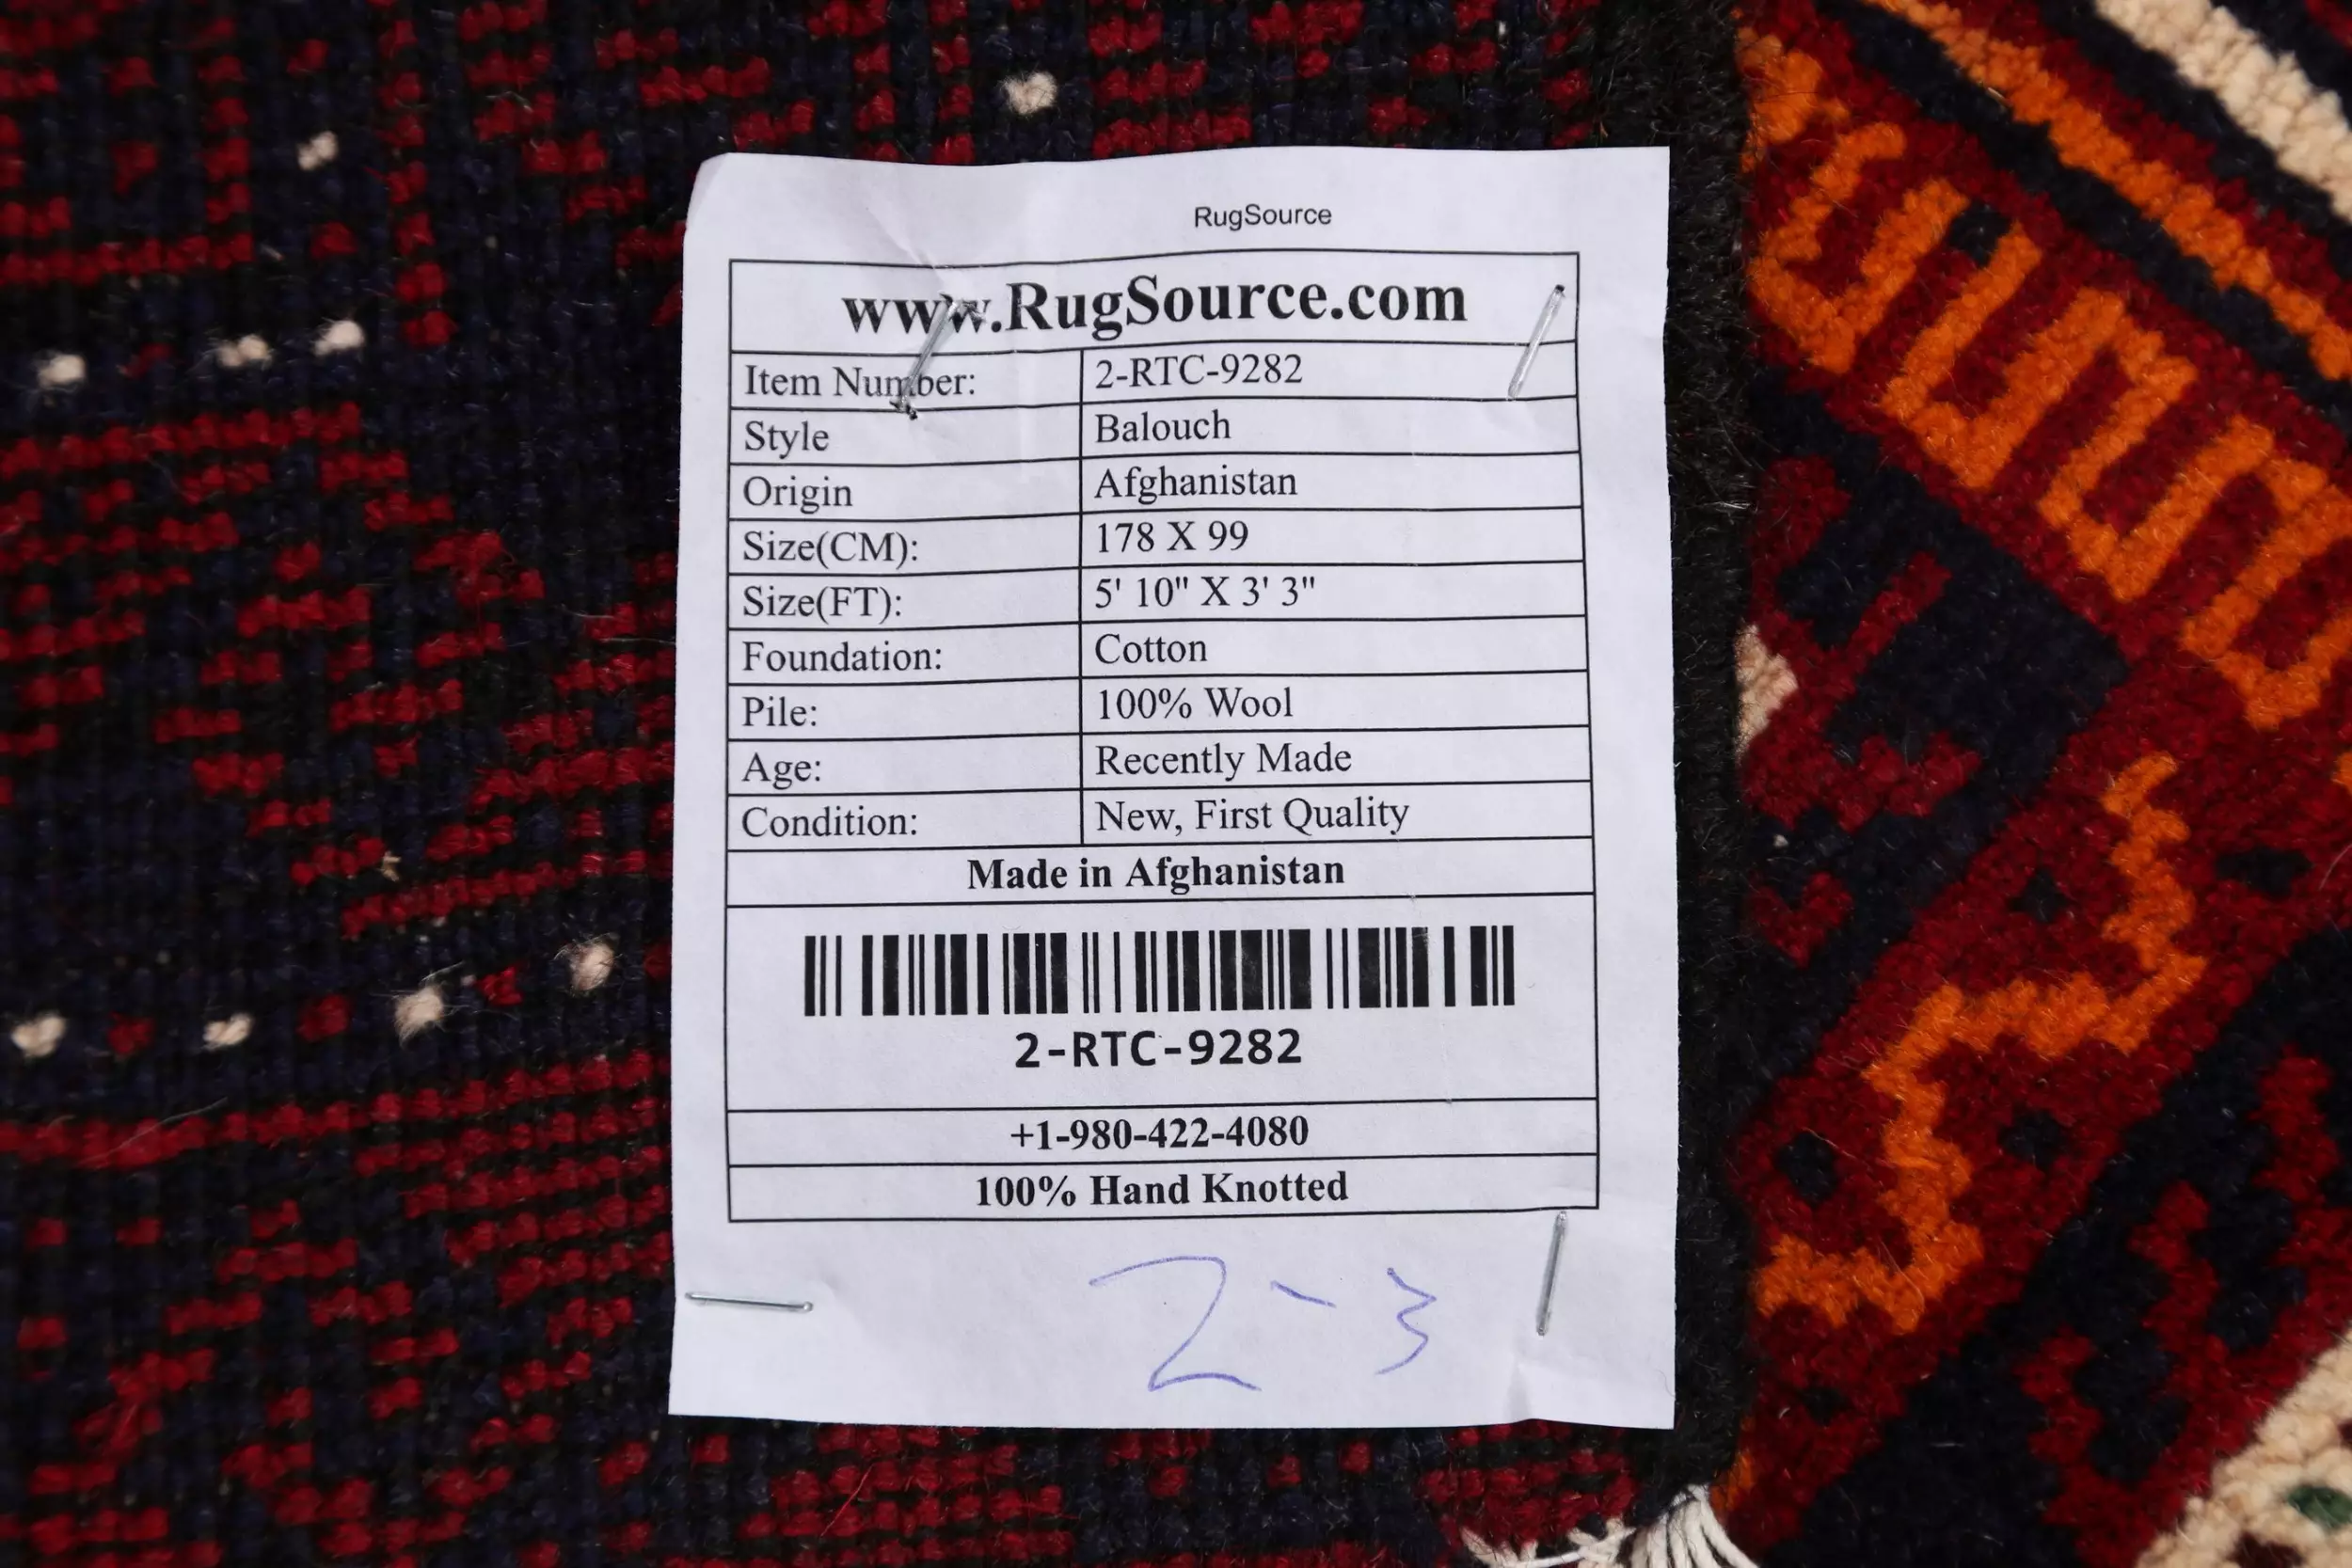 RugSource
www.RugSource.com
Item Number: 2-RTC-9282
Style Balouch
Origin Afghanistan
Size(CM): 178 X 99
Size(FT): 5' 10" X 3' 3"
Foundation: Cotton
Pile: 100% Wool
Age: Recently Made
Condition: New, First Quality
Made in Afghanistan
2-RTC-9282
+1-980-422-4080
100% Hand Knotted
2-3